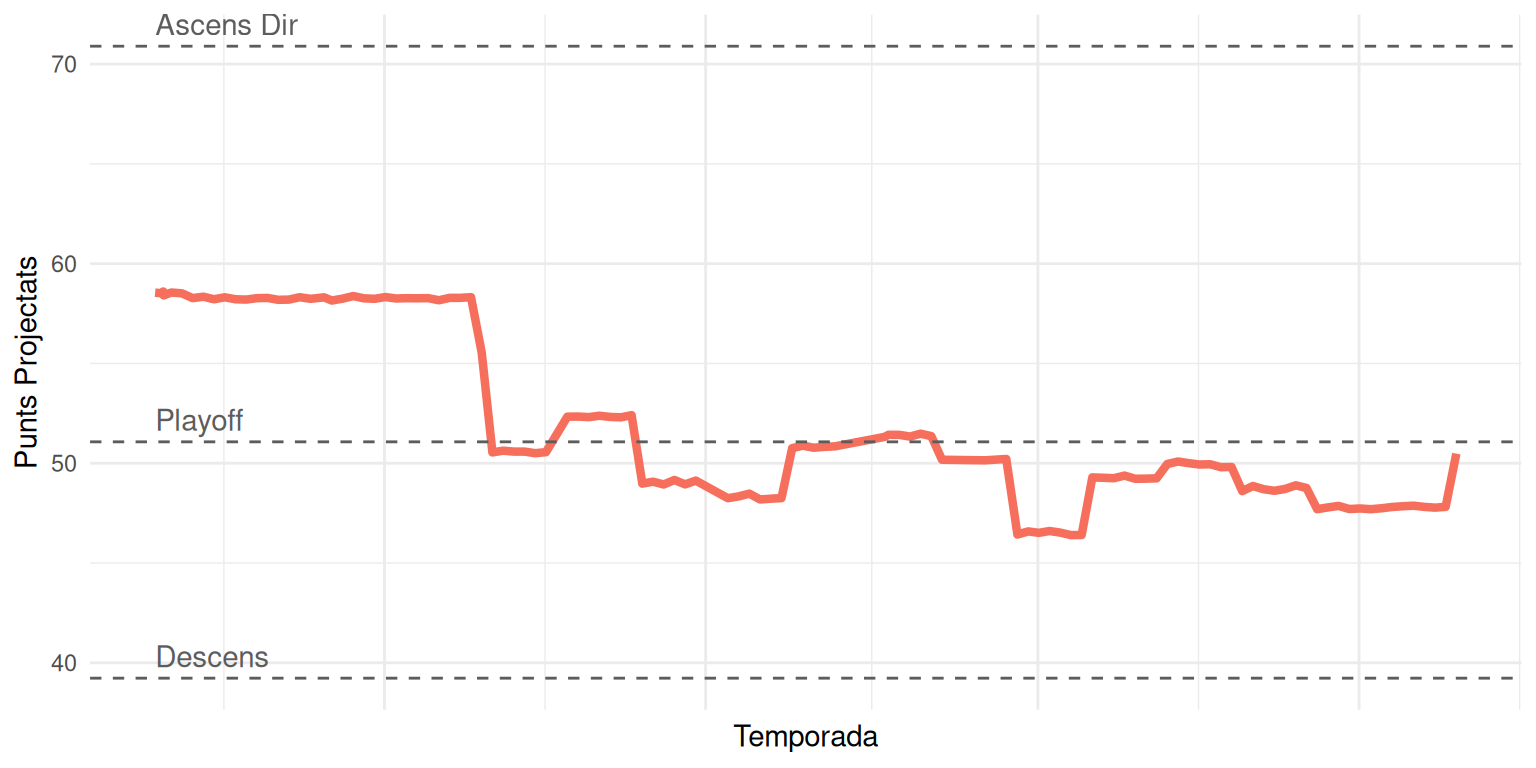 Ascens Dir
70
60
Playoff
50
Descens
40
Punts Projectats
Temporada